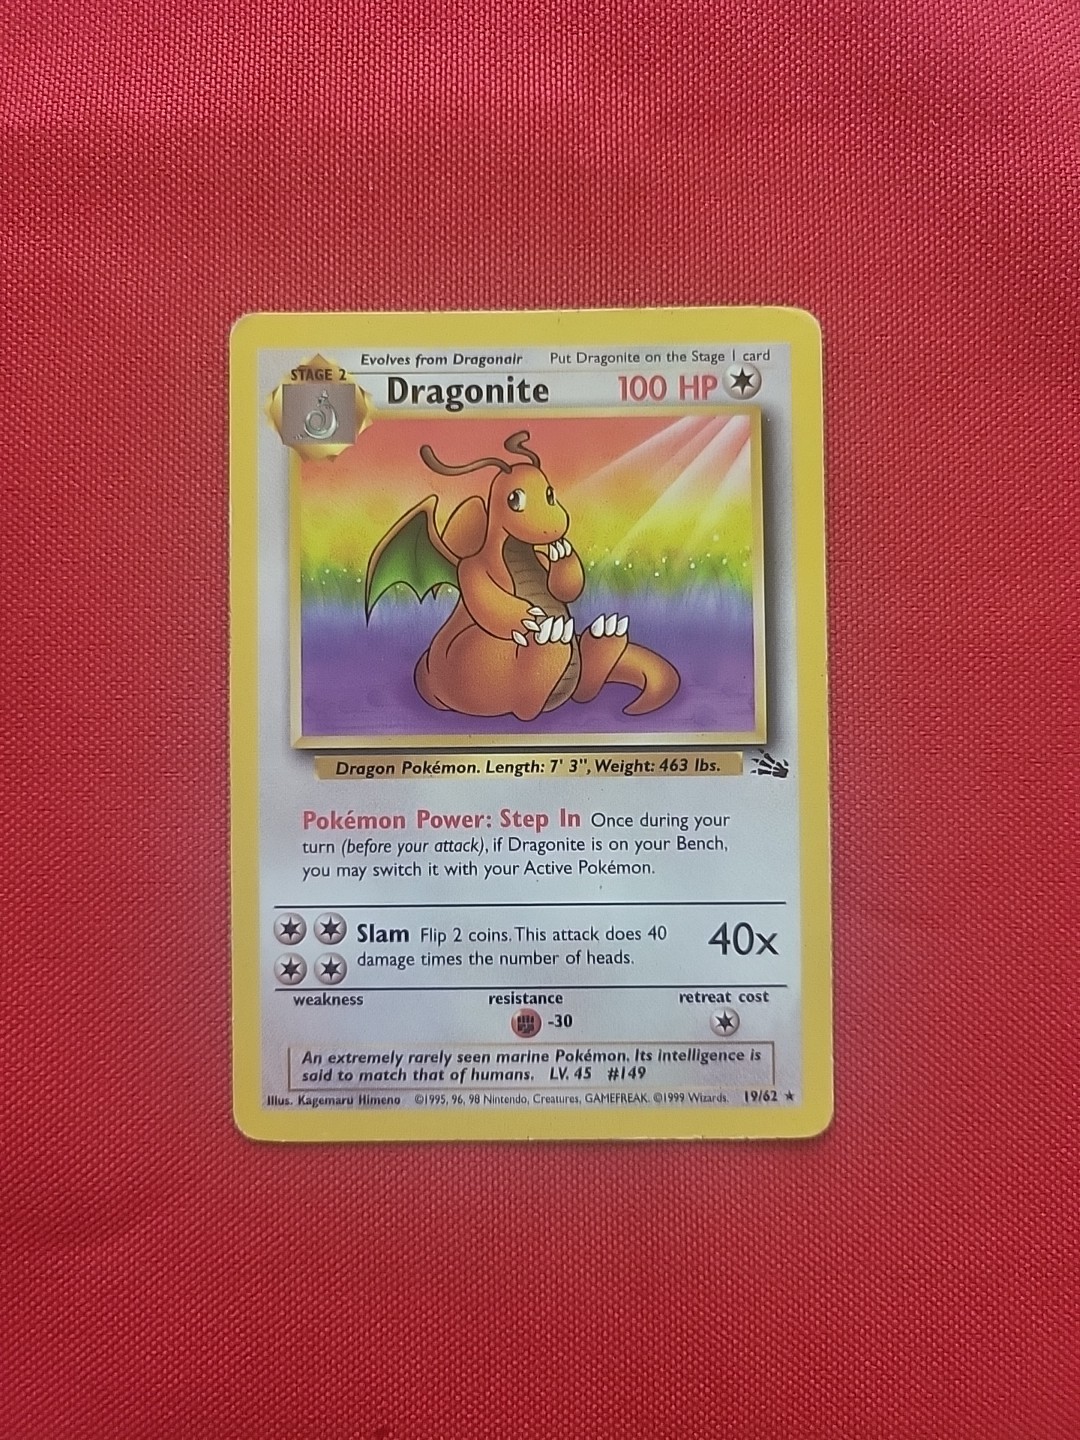 Evolves from Dragonair Put Dragonite on the Stage 1 card
STAGE 2
Dragonite 100 HP
Dragon Pokémon. Length: 7' 3", Weight: 463 lbs.
Pokémon Power: Step In Once during your
turn (before your attack), if Dragonite is on your Bench,
you may switch it with your Active Pokémon.
Slam Flip 2 coins. This attack does 40
damage times the number of heads.
40x
weakness resistance retreat cost
-30
An extremely rarely seen marine Pokémon. Its intelligence is
said to match that of humans. LV. 45 #149
Illus. Kagemaru Himeno ©1995, 96, 98 Nintendo, Creatures, GAMEFREAK. ©1999 Wizards. 19/62 ★